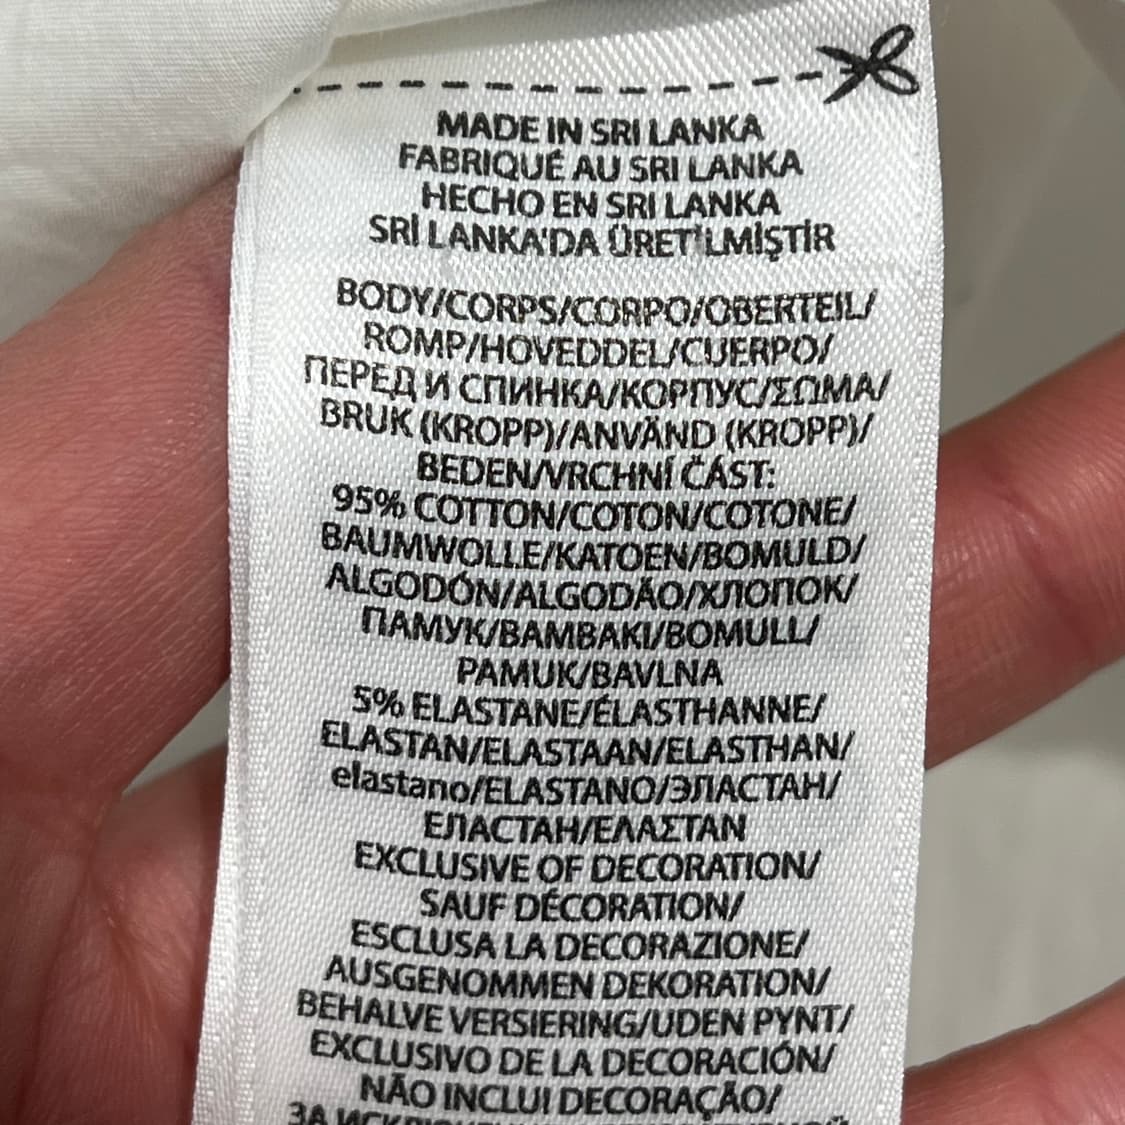 MADE IN SRI LANKA
FABRIQUÉ AU SRI LANKA
HECHO EN SRI LANKA
SRİ LANKA'DA ÜRETİLMİŞTİR
BODY/CORPS/CORPO/OBERTEIL/
ROMP/HOVEDDEL/CUERPO/
ПЕРЕД И СПИНКА/КОРПУС/ΣΩΜΑ/
BRUK (KROPP)/ANVÄND (KROPP)/
BEDEN/VRCHNÍ ČÁST:
95% COTTON/COTON/COTONE/
BAUMWOLLE/KATOEN/BOMULD/
ALGODÓN/ALGODÃO/ХЛОПОК/
ПАМУК/ΒΑΜΒΑΚΙ/BOMULL/
PAMUK/BAVLNA
5% ELASTANE/ÉLASTHANNE/
ELASTAN/ELASTAAN/ELASTHAN/
elastano/ELASTANO/ЭЛАСТАН/
ЕЛАСТАН/ΕΛΑΣΤΑΝ
EXCLUSIVE OF DECORATION/
SAUF DÉCORATION/
ESCLUSA LA DECORAZIONE/
AUSGENOMMEN DEKORATION/
BEHALVE VERSIERING/UDEN PYNT/
EXCLUSIVO DE LA DECORACIÓN/
NÃO INCLUI DECORAÇÃO/
ЗА